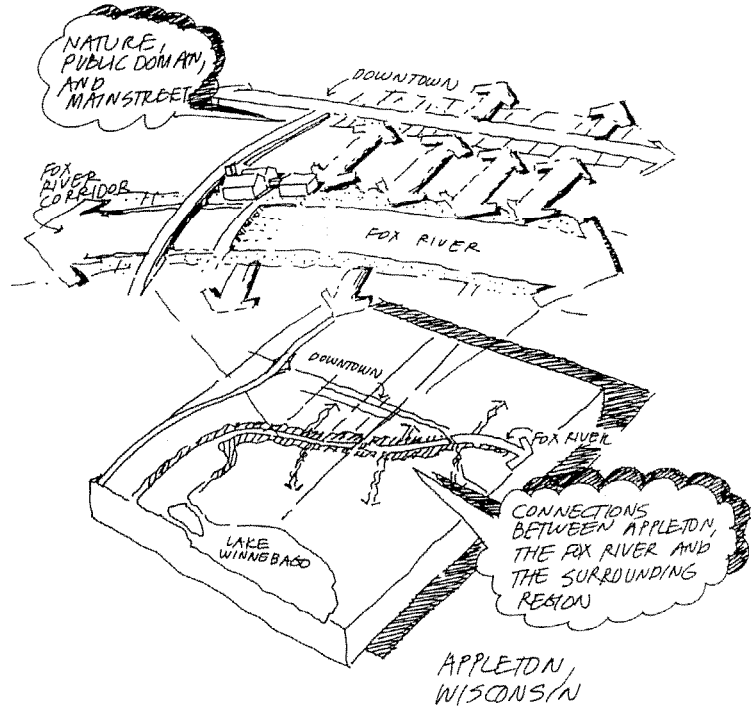 NATURE,
PUBLIC DOMAIN,
AND
MAINSTREET
DOWNTOWN
FOX
RIVER
CORRIDOR
FOX RIVER
DOWNTOWN
FOX RIVER
LAKE
WINNEBAGO
CONNECTIONS
BETWEEN APPLETON,
THE FOX RIVER AND
THE SURROUNDING
REGION
APPLETON,
WISCONSIN